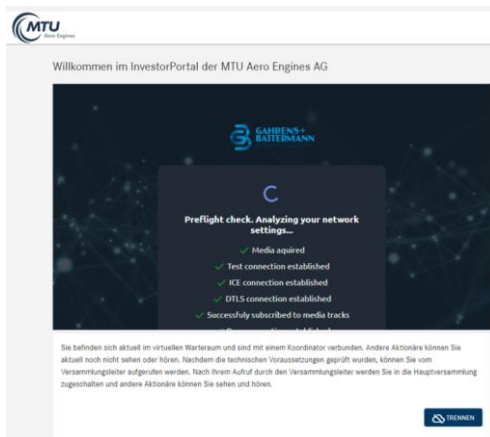 MTU
Aero Engines
Willkommen im InvestorPortal der MTU Aero Engines AG
GAHRENS+
BATTERMANN
Preflight check. Analyzing your network
settings...
Media aquired
Test connection established
ICE connection established
DTLS connection established
Successfuly subscribed to media tracks
Sie befinden sich aktuell im virtuellen Warteraum und sind mit einem Koordinator verbunden. Andere Aktionäre können Sie
aktuell noch nicht sehen oder hören. Nachdem die technischen Voraussetzungen geprüft wurden, können Sie vom
Versammlungsleiter aufgerufen werden. Nach Ihrem Aufruf durch den Versammlungsleiter werden Sie in die Hauptversammlung
zugeschalten und andere Aktionäre können Sie sehen und hören.
TRENNEN